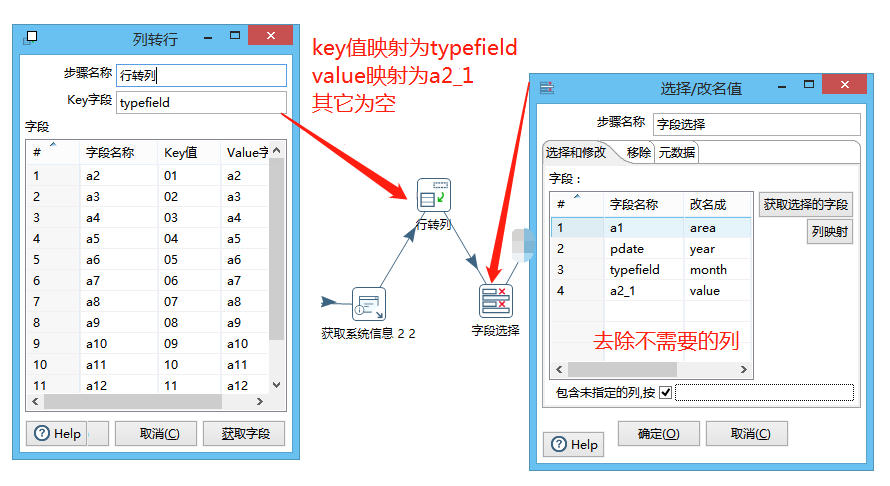 列转行
步骤名称 行转列
Key字段 typefield
字段
# 字段名称 Key值 Value字
1 a2 01 a2
2 a3 02 a3
3 a4 03 a4
4 a5 04 a5
5 a6 05 a6
6 a7 06 a7
7 a8 07 a8
8 a9 08 a9
9 a10 09 a10
10 a11 10 a11
11 a12 11 a12
Help 取消(C) 获取字段
key值映射为typefield
value映射为a2_1
其它为空
行转列
获取系统信息 2 2
字段选择
选择/改名值
步骤名称 字段选择
选择和修改 移除 元数据
字段：
# 字段名称 改名成
1 a1 area
2 pdate year
3 typefield month
4 a2_1 value
获取选择的字段
列映射
去除不需要的列
包含未指定的列,按
Help 确定(O) 取消(C)